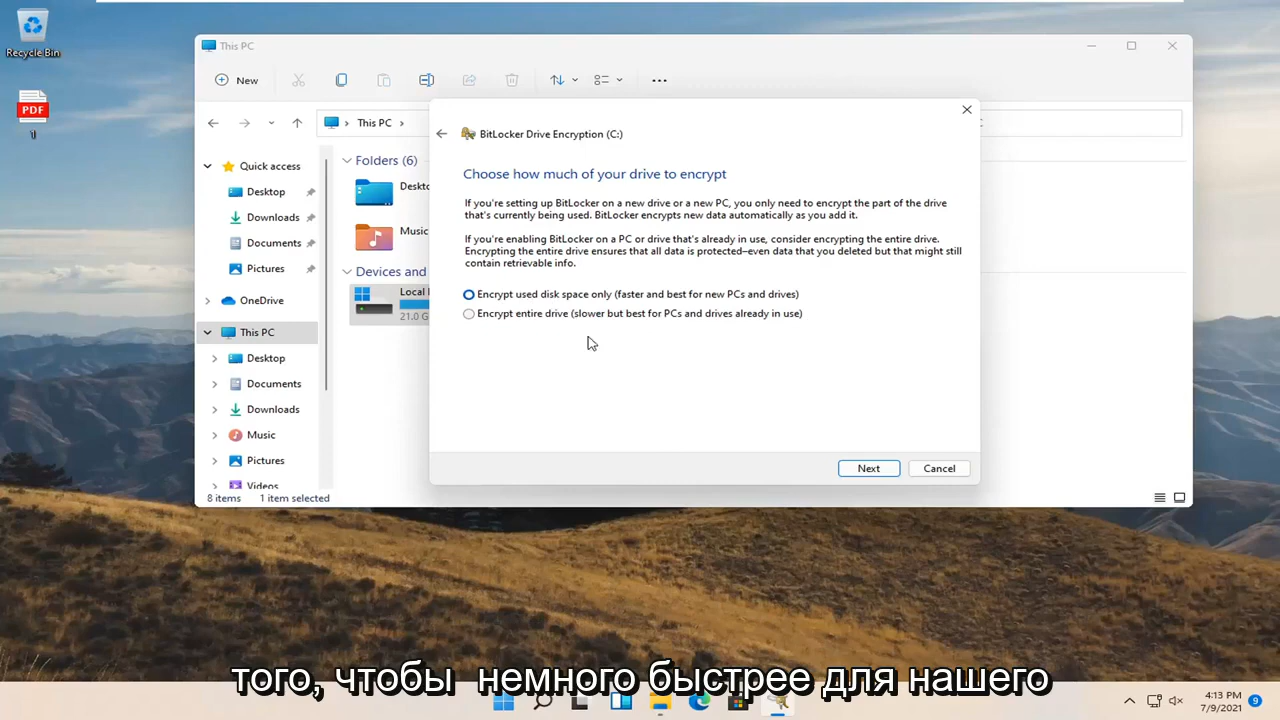 Recycle Bin
PDF
1
This PC
New
This PC
BitLocker Drive Encryption (C:)
Choose how much of your drive to encrypt
If you're setting up BitLocker on a new drive or a new PC, you only need to encrypt the part of the drive
that's currently being used. BitLocker encrypts new data automatically as you add it.
If you're enabling BitLocker on a PC or drive that's already in use, consider encrypting the entire drive.
Encrypting the entire drive ensures that all data is protected–even data that you deleted but that might still
contain retrievable info.
Encrypt used disk space only (faster and best for new PCs and drives)
Encrypt entire drive (slower but best for PCs and drives already in use)
Next
Cancel
Quick access
Desktop
Downloads
Documents
Pictures
OneDrive
This PC
Desktop
Documents
Downloads
Music
Pictures
Videos
Folders (6)
Music
Devices and
Local
21.0 G
8 items
1 item selected
того, чтобы немного быстрее для нашего
4:13 PM
7/9/2021
9